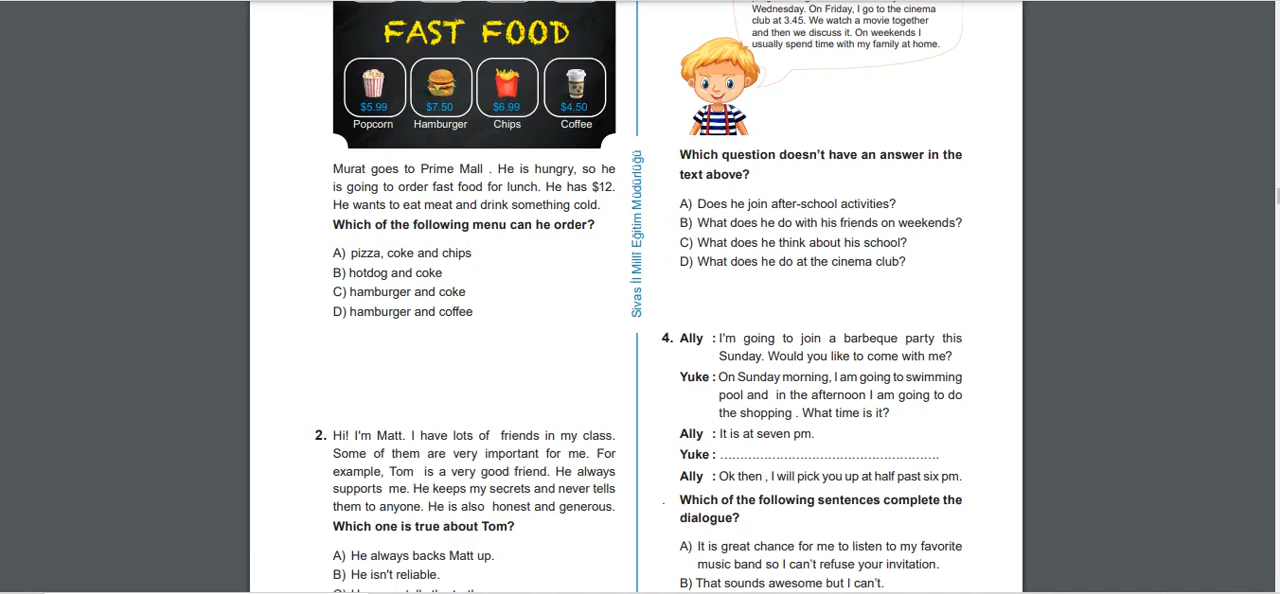 FAST FOOD
$5.99 $7.50 $6.99 $4.50
Popcorn Hamburger Chips Coffee
Murat goes to Prime Mall . He is hungry, so he
is going to order fast food for lunch. He has $12.
He wants to eat meat and drink something cold.
Which of the following menu can he order?
A) pizza, coke and chips
B) hotdog and coke
C) hamburger and coke
D) hamburger and coffee
2. Hi! I'm Matt. I have lots of friends in my class.
Some of them are very important for me. For
example, Tom is a very good friend. He always
supports me. He keeps my secrets and never tells
them to anyone. He is also honest and generous.
Which one is true about Tom?
A) He always backs Matt up.
B) He isn't reliable.
Sivas İl Millî Eğitim Müdürlüğü
Wednesday. On Friday, I go to the cinema
club at 3.45. We watch a movie together
and then we discuss it. On weekends I
usually spend time with my family at home.
Which question doesn't have an answer in the
text above?
A) Does he join after-school activities?
B) What does he do with his friends on weekends?
C) What does he think about his school?
D) What does he do at the cinema club?
4. Ally : I'm going to join a barbeque party this
Sunday. Would you like to come with me?
Yuke : On Sunday morning, I am going to swimming
pool and in the afternoon I am going to do
the shopping . What time is it?
Ally : It is at seven pm.
Yuke : .......................................................
Ally : Ok then , I will pick you up at half past six pm.
. Which of the following sentences complete the
dialogue?
A) It is great chance for me to listen to my favorite
music band so I can't refuse your invitation.
B) That sounds awesome but I can't.